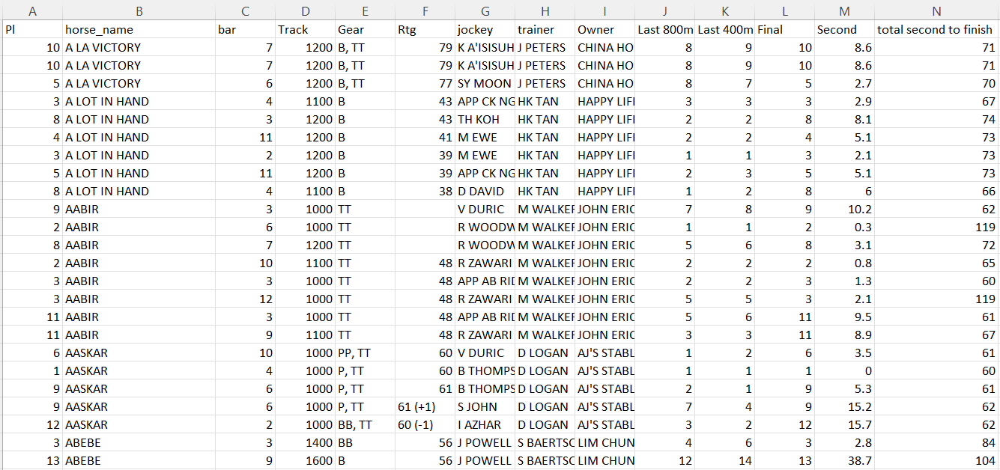 A B C D E F G H I J K L M N
Pl horse_name bar Track Gear Rtg jockey trainer Owner Last 800m Last 400m Final Second total second to finish
10 A LA VICTORY 7 1200 B, TT 79 K A'ISISUH J PETERS CHINA HO 8 9 10 8.6 71
10 A LA VICTORY 7 1200 B, TT 79 K A'ISISUH J PETERS CHINA HO 8 9 10 8.6 71
5 A LA VICTORY 6 1200 B, TT 77 SY MOON J PETERS CHINA HO 8 7 5 2.7 70
3 A LOT IN HAND 4 1100 B 43 APP CK NG HK TAN HAPPY LIFI 3 3 3 2.9 67
8 A LOT IN HAND 3 1200 B 43 TH KOH HK TAN HAPPY LIFI 2 2 8 8.1 74
4 A LOT IN HAND 11 1200 B 41 M EWE HK TAN HAPPY LIFI 2 2 4 5.1 73
3 A LOT IN HAND 2 1200 B 39 M EWE HK TAN HAPPY LIFI 1 1 3 2.1 73
5 A LOT IN HAND 11 1200 B 39 APP CK NG HK TAN HAPPY LIFI 2 3 5 5.1 73
8 A LOT IN HAND 4 1100 B 38 D DAVID HK TAN HAPPY LIFI 1 2 8 6 66
9 AABIR 3 1000 TT V DURIC M WALKER JOHN ERIC 7 8 9 10.2 62
2 AABIR 6 1000 TT R WOODW M WALKER JOHN ERIC 1 1 2 0.3 119
8 AABIR 7 1200 TT R WOODW M WALKER JOHN ERIC 5 6 8 3.1 72
2 AABIR 10 1100 TT 48 R ZAWARI M WALKER JOHN ERIC 2 2 2 0.8 65
3 AABIR 3 1000 TT 48 APP AB RID M WALKER JOHN ERIC 2 2 3 1.3 60
3 AABIR 12 1000 TT 48 R ZAWARI M WALKER JOHN ERIC 5 5 3 2.1 119
11 AABIR 3 1000 TT 48 APP AB RID M WALKER JOHN ERIC 5 6 11 9.5 61
11 AABIR 9 1100 TT 48 R ZAWARI M WALKER JOHN ERIC 3 3 11 8.9 67
6 AASKAR 10 1000 PP, TT 60 V DURIC D LOGAN AJ'S STABL 1 2 6 3.5 61
1 AASKAR 4 1000 P, TT 60 B THOMPS D LOGAN AJ'S STABL 1 1 1 0 60
9 AASKAR 6 1000 P, TT 61 B THOMPS D LOGAN AJ'S STABL 2 1 9 5.3 61
9 AASKAR 6 1000 P, TT 61 (+1) S JOHN D LOGAN AJ'S STABL 7 4 9 15.2 62
12 AASKAR 2 1000 BB, TT 60 (-1) I AZHAR D LOGAN AJ'S STABL 3 2 12 15.7 62
3 ABEBE 3 1400 BB 56 J POWELL S BAERTSC LIM CHUN 4 6 3 2.8 84
13 ABEBE 9 1600 B 56 J POWELL S BAERTSC LIM CHUN 12 14 13 38.7 104